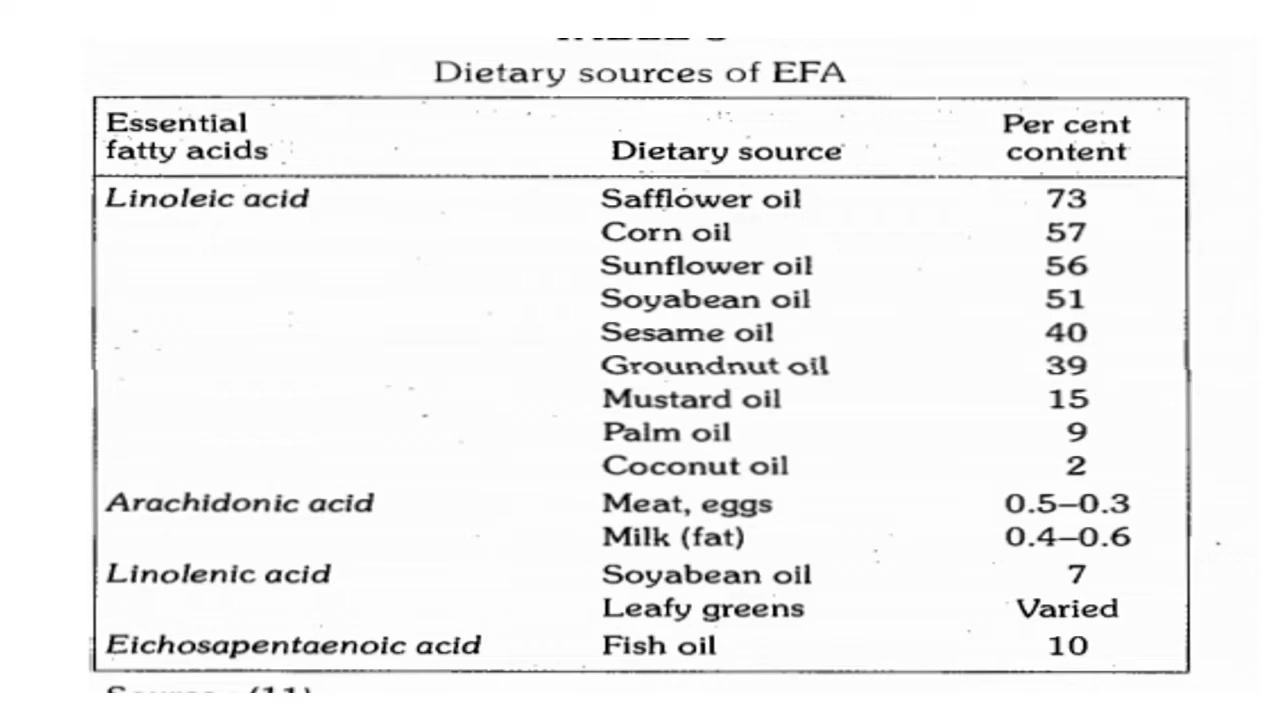 Dietary sources of EFA
Essential fatty acids Dietary source Per cent content
Linoleic acid Safflower oil 73
Corn oil 57
Sunflower oil 56
Soyabean oil 51
Sesame oil 40
Groundnut oil 39
Mustard oil 15
Palm oil 9
Coconut oil 2
Arachidonic acid Meat, eggs 0.5–0.3
Milk (fat) 0.4–0.6
Linolenic acid Soyabean oil 7
Leafy greens Varied
Eichosapentaenoic acid Fish oil 10